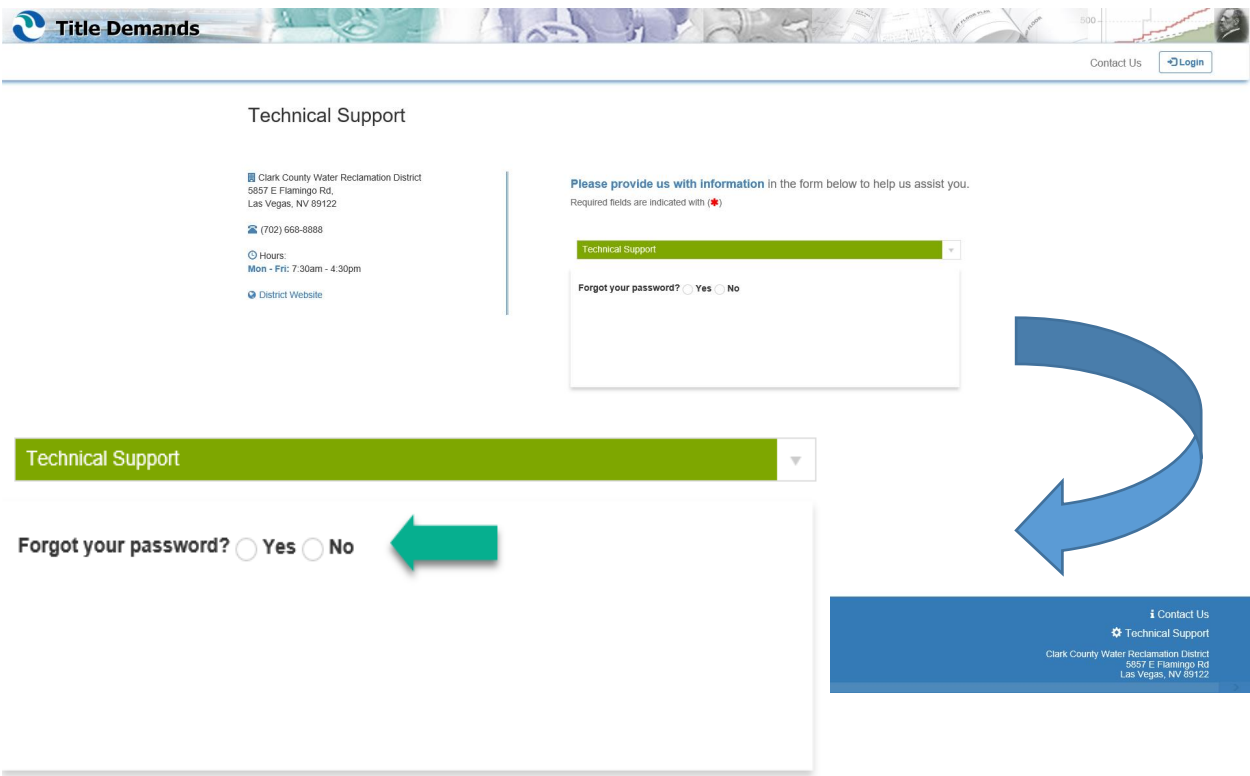 Title Demands
500
FLOOR PLAN
FLOOR
Contact Us
Login
Technical Support
Clark County Water Reclamation District
5857 E Flamingo Rd,
Las Vegas, NV 89122
(702) 668-8888
Hours:
Mon - Fri: 7:30am - 4:30pm
District Website
Please provide us with information in the form below to help us assist you.
Required fields are indicated with (✱)
Technical Support
Forgot your password? Yes No
Technical Support
Forgot your password? Yes No
Contact Us
Technical Support
Clark County Water Reclamation District
5857 E Flamingo Rd
Las Vegas, NV 89122